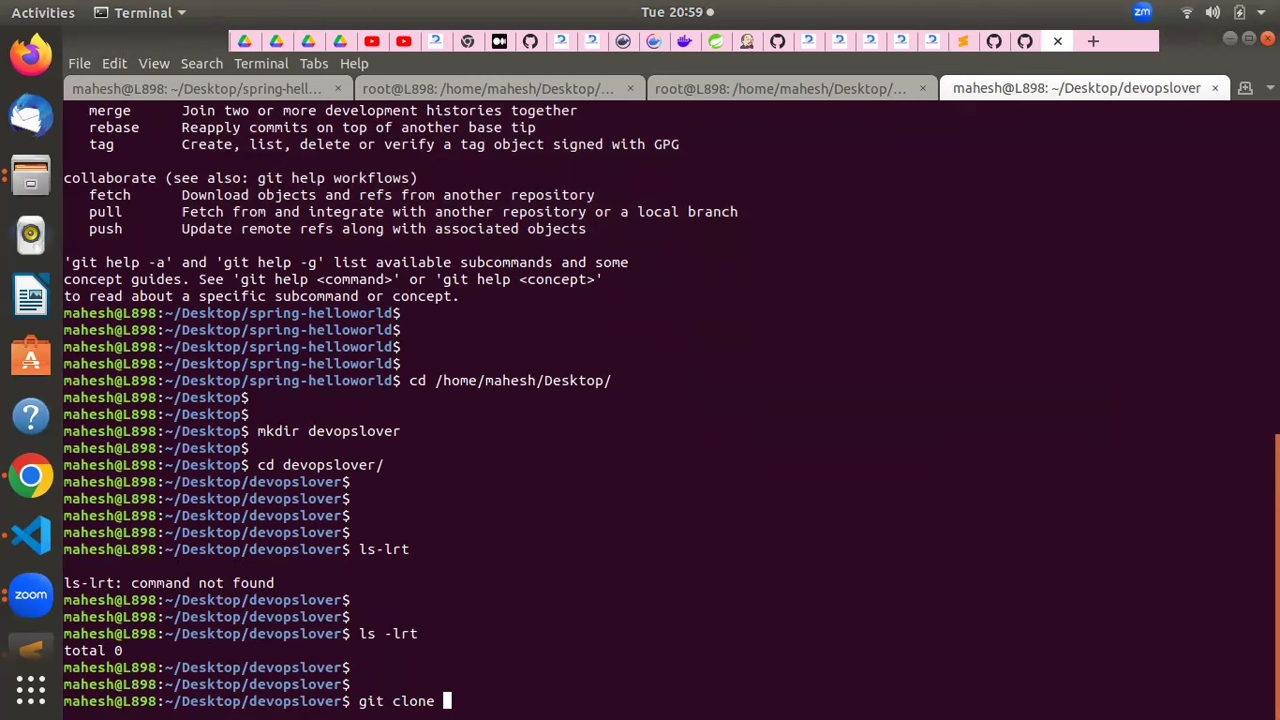 Activities Terminal Tue 20:59 zm
File Edit View Search Terminal Tabs Help
mahesh@L898: ~/Desktop/spring-hell... × root@L898: /home/mahesh/Desktop/... × root@L898: /home/mahesh/Desktop/... × mahesh@L898: ~/Desktop/devopslover ×
merge Join two or more development histories together
rebase Reapply commits on top of another base tip
tag Create, list, delete or verify a tag object signed with GPG
collaborate (see also: git help workflows)
fetch Download objects and refs from another repository
pull Fetch from and integrate with another repository or a local branch
push Update remote refs along with associated objects
'git help -a' and 'git help -g' list available subcommands and some
concept guides. See 'git help <command>' or 'git help <concept>'
to read about a specific subcommand or concept.
mahesh@L898:~/Desktop/spring-helloworld$
mahesh@L898:~/Desktop/spring-helloworld$
mahesh@L898:~/Desktop/spring-helloworld$
mahesh@L898:~/Desktop/spring-helloworld$
mahesh@L898:~/Desktop/spring-helloworld$ cd /home/mahesh/Desktop/
mahesh@L898:~/Desktop$
mahesh@L898:~/Desktop$
mahesh@L898:~/Desktop$ mkdir devopslover
mahesh@L898:~/Desktop$
mahesh@L898:~/Desktop$ cd devopslover/
mahesh@L898:~/Desktop/devopslover$
mahesh@L898:~/Desktop/devopslover$
mahesh@L898:~/Desktop/devopslover$
mahesh@L898:~/Desktop/devopslover$
mahesh@L898:~/Desktop/devopslover$ ls-lrt
ls-lrt: command not found
mahesh@L898:~/Desktop/devopslover$
mahesh@L898:~/Desktop/devopslover$
mahesh@L898:~/Desktop/devopslover$ ls -lrt
total 0
mahesh@L898:~/Desktop/devopslover$
mahesh@L898:~/Desktop/devopslover$
mahesh@L898:~/Desktop/devopslover$ git clone
zoom